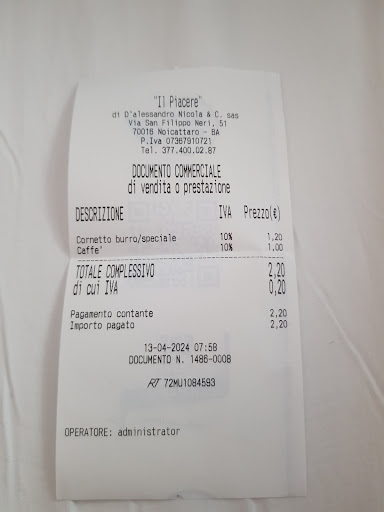 "Il Piacere"
di D'alessandro Nicola & C. sas
Via San Filippo Neri, 51
70016 Noicattaro - BA
P.Iva 07367910721
Tel. 377.400.02.87
DOCUMENTO COMMERCIALE
di vendita o prestazione
DESCRIZIONE IVA Prezzo(€)
Cornetto burro/speciale 10% 1,20
Caffe' 10% 1,00
TOTALE COMPLESSIVO 2,20
di cui IVA 0,20
Pagamento contante 2,20
Importo pagato 2,20
13-04-2024 07:58
DOCUMENTO N. 1486-0008
RT 72MU1084593
OPERATORE: administrator